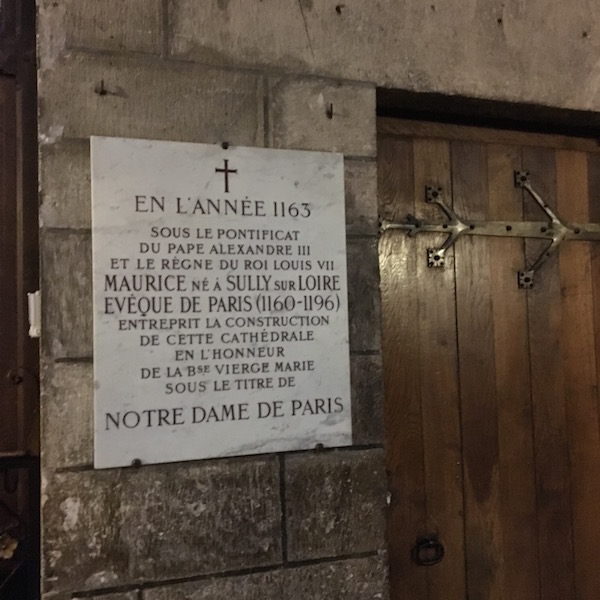 EN L'ANNÉE 1163
SOUS LE PONTIFICAT
DU PAPE ALEXANDRE III
ET LE RÈGNE DU ROI LOUIS VII
MAURICE NÉ À SULLY SUR LOIRE
EVÊQUE DE PARIS (1160-1196)
ENTREPRIT LA CONSTRUCTION
DE CETTE CATHÉDRALE
EN L'HONNEUR
DE LA BSE VIERGE MARIE
SOUS LE TITRE DE
NOTRE DAME DE PARIS